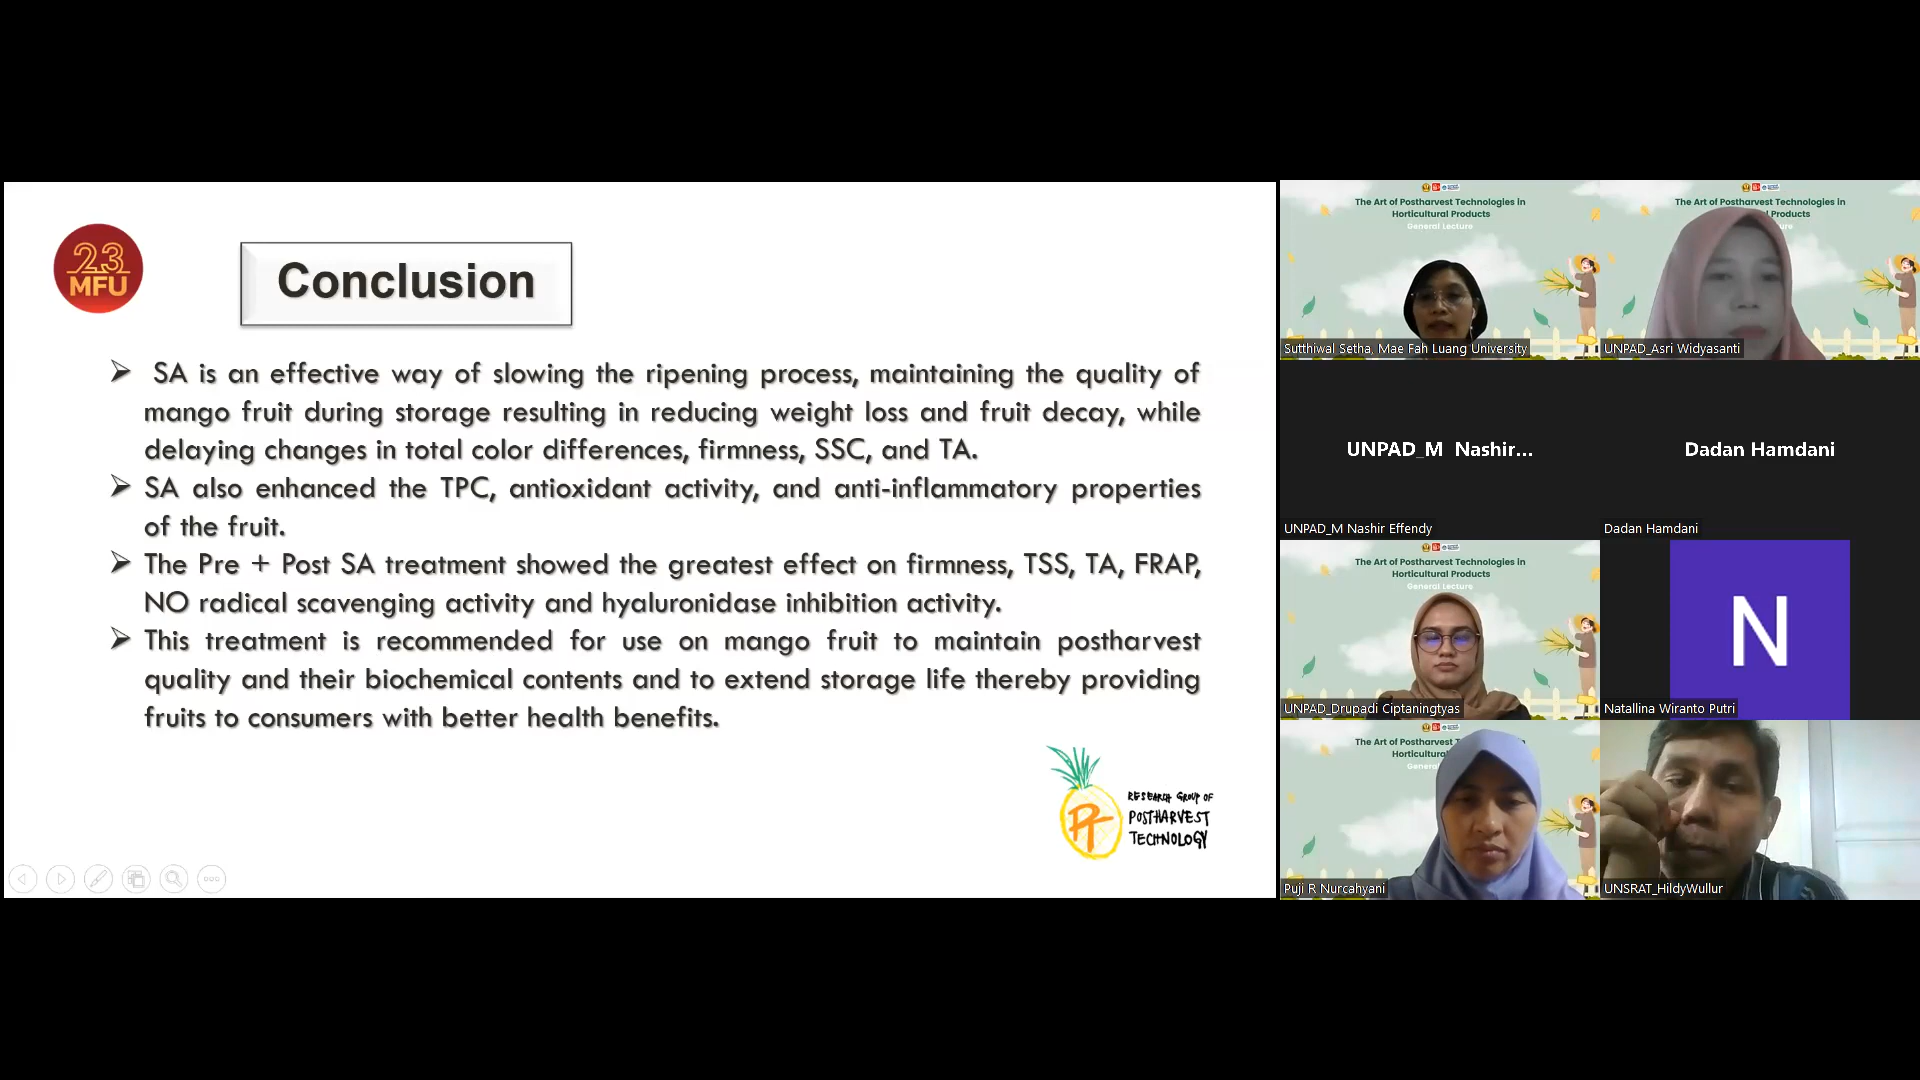 23
MFU
Conclusion
➢ SA is an effective way of slowing the ripening process, maintaining the quality of
mango fruit during storage resulting in reducing weight loss and fruit decay, while
delaying changes in total color differences, firmness, SSC, and TA.
➢ SA also enhanced the TPC, antioxidant activity, and anti-inflammatory properties
of the fruit.
➢ The Pre + Post SA treatment showed the greatest effect on firmness, TSS, TA, FRAP,
NO radical scavenging activity and hyaluronidase inhibition activity.
➢ This treatment is recommended for use on mango fruit to maintain postharvest
quality and their biochemical contents and to extend storage life thereby providing
fruits to consumers with better health benefits.
PT
RESEARCH GROUP OF
POSTHARVEST
TECHNOLOGY
The Art of Postharvest Technologies in
Horticultural Products
General Lecture
Sutthiwal Setha, Mae Fah Luang University
The Art of Postharvest Technologies in
Products
UNPAD_Asri Widyasanti
UNPAD_M Nashir...
UNPAD_M Nashir Effendy
Dadan Hamdani
Dadan Hamdani
The Art of Postharvest Technologies in
Horticultural Products
General Lecture
UNPAD_Drupadi Ciptaningtyas
N
Natallina Wiranto Putri
The Art of Postharvest
Horticultural
Puji R Nurcahyani
UNSRAT_HildyWullur